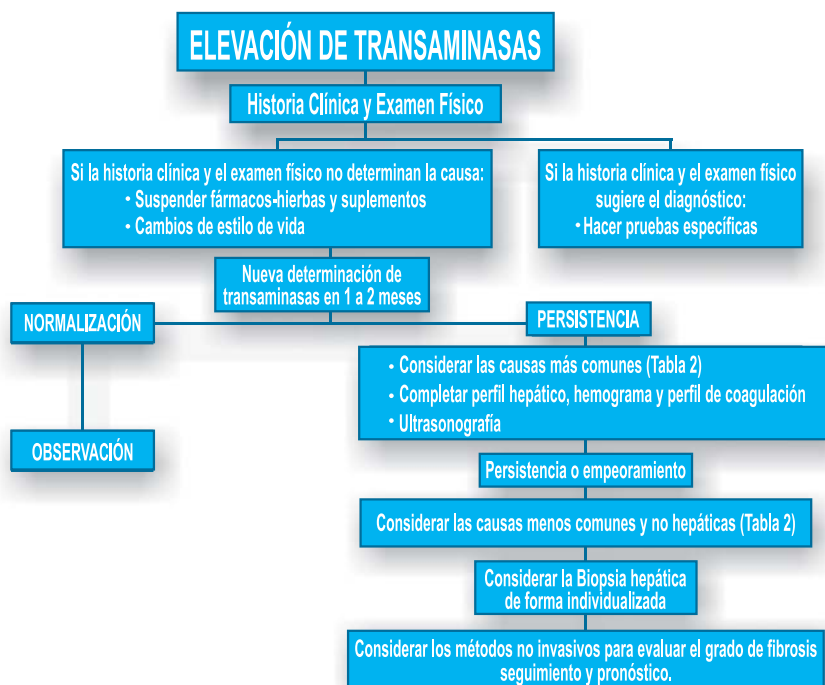 ELEVACIÓN DE TRANSAMINASAS
Historia Clínica y Examen Físico
Si la historia clínica y el examen físico no determinan la causa:
• Suspender fármacos-hierbas y suplementos
• Cambios de estilo de vida
Si la historia clínica y el examen físico
sugiere el diagnóstico:
• Hacer pruebas específicas
Nueva determinación de
transaminasas en 1 a 2 meses
NORMALIZACIÓN
PERSISTENCIA
OBSERVACIÓN
• Considerar las causas más comunes (Tabla 2)
• Completar perfil hepático, hemograma y perfil de coagulación
• Ultrasonografía
Persistencia o empeoramiento
Considerar las causas menos comunes y no hepáticas (Tabla 2)
Considerar la Biopsia hepática
de forma individualizada
Considerar los métodos no invasivos para evaluar el grado de fibrosis
seguimiento y pronóstico.